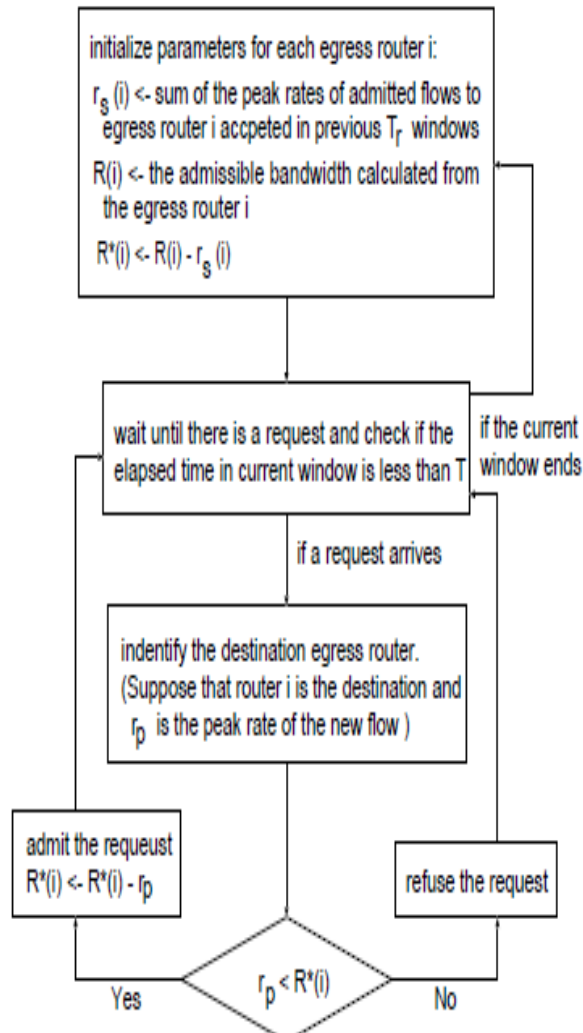 initialize parameters for each egress router i:
r_s (i) <- sum of the peak rates of admitted flows to
egress router i accpeted in previous T_r windows
R(i) <- the admissible bandwidth calculated from
the egress router i
R*(i) <- R(i) - r_s (i)
wait until there is a request and check if the
elapsed time in current window is less than T
if the current
window ends
if a request arrives
indentify the destination egress router.
(Suppose that router i is the destination and
r_p is the peak rate of the new flow )
admit the requeust
R*(i) <- R*(i) - r_p
refuse the request
r_p < R*(i)
Yes
No